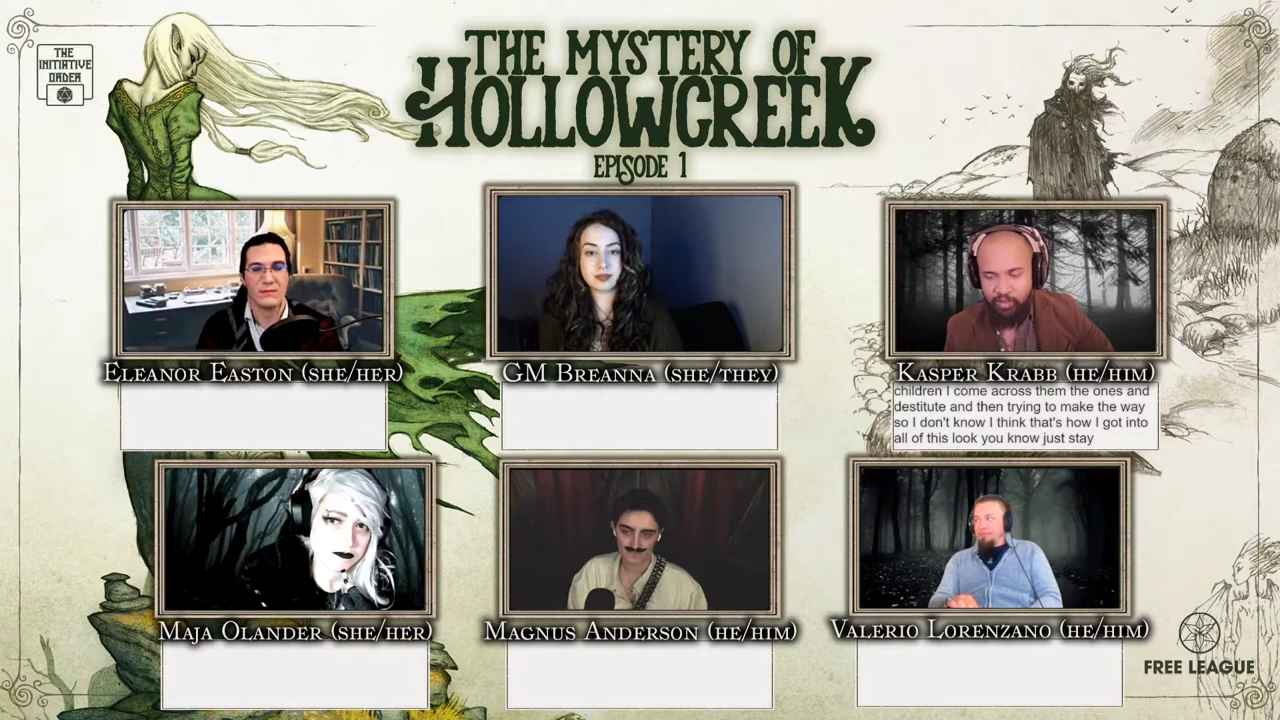 THE
INITIATIVE
ORDER
THE MYSTERY OF
HOLLOWCREEK
EPISODE 1
ELEANOR EASTON (SHE/HER)
GM BREANNA (SHE/THEY)
KASPER KRABB (HE/HIM)
children I come across them the ones and
destitute and then trying to make the way
so I don't know I think that's how I got into
all of this look you know just stay
MAJA OLANDER (SHE/HER)
MAGNUS ANDERSON (HE/HIM)
VALERIO LORENZANO (HE/HIM)
FREE LEAGUE